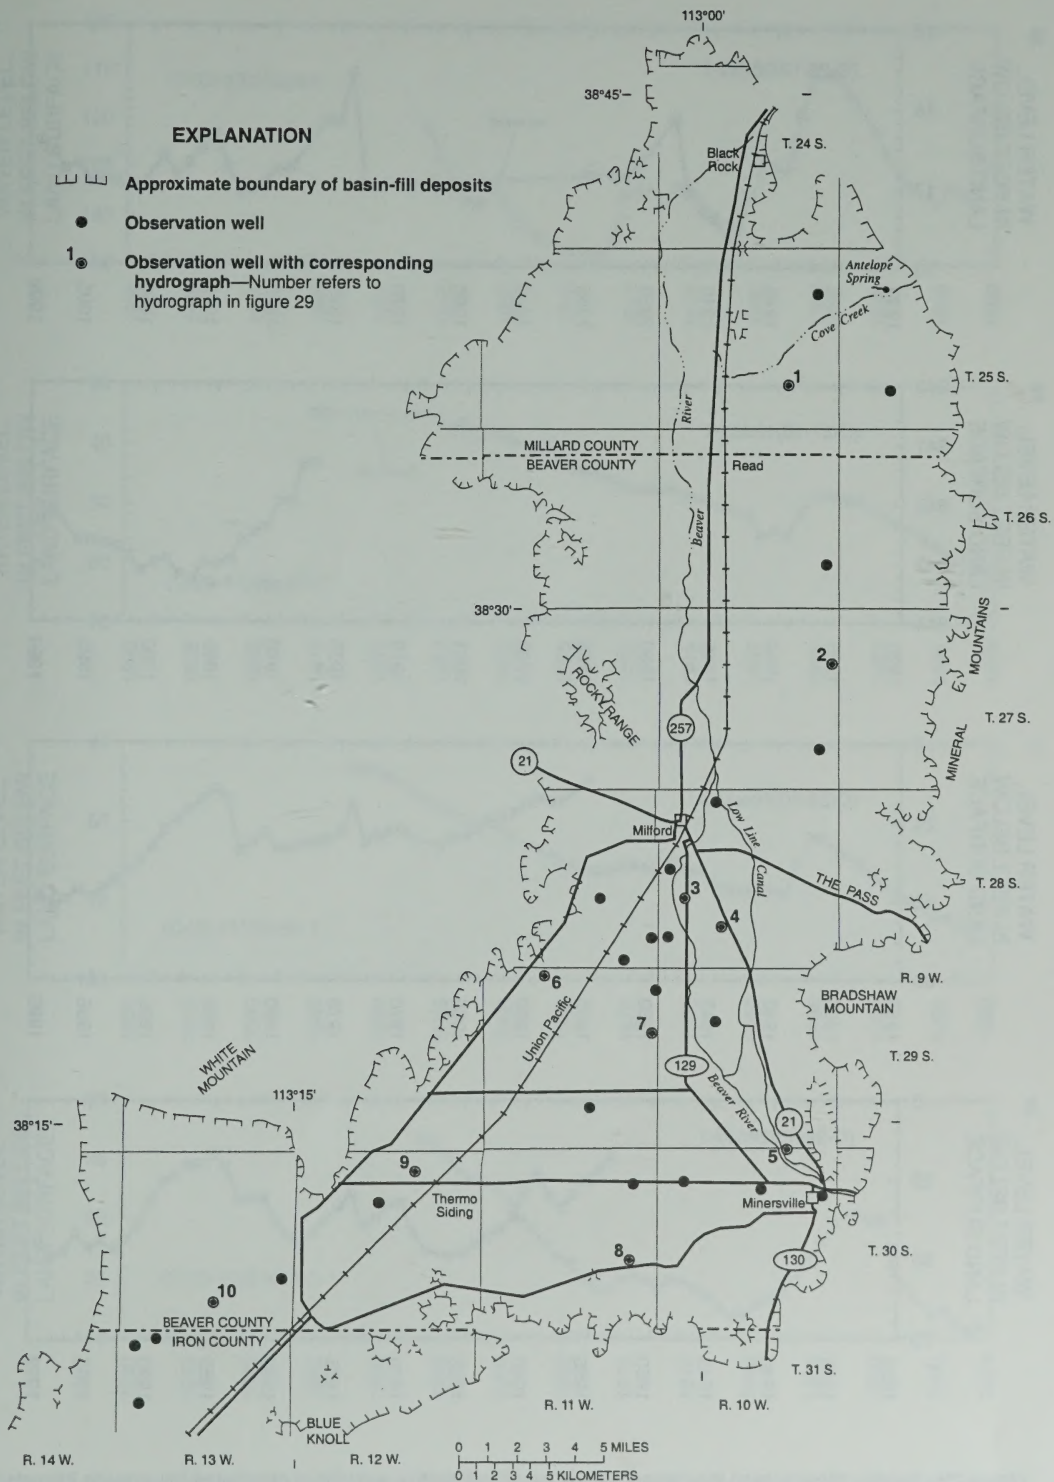 113°00'
38°45'
EXPLANATION
Approximate boundary of basin-fill deposits
Observation well
1
Observation well with corresponding
hydrograph—Number refers to
hydrograph in figure 29
Black
Rock
T. 24 S.
Antelope
Spring
Cove Creek
1
T. 25 S.
River
MILLARD COUNTY
BEAVER COUNTY
Read
Beaver
T. 26 S.
38°30'
2
MINERAL
MOUNTAINS
ROCKY RANGE
257
T. 27 S.
21
Milford
Low Line
Canal
THE PASS
T. 28 S.
3
4
6
R. 9 W.
Union Pacific
BRADSHAW
MOUNTAIN
7
WHITE
MOUNTAIN
129
T. 29 S.
Beaver River
113°15'
38°15'
21
5
9
Thermo
Siding
Minersville
T. 30 S.
8
130
10
BEAVER COUNTY
IRON COUNTY
T. 31 S.
BLUE
KNOLL
R. 14 W.
R. 13 W.
R. 12 W.
R. 11 W.
R. 10 W.
0 1 2 3 4 5 MILES
0 1 2 3 4 5 KILOMETERS